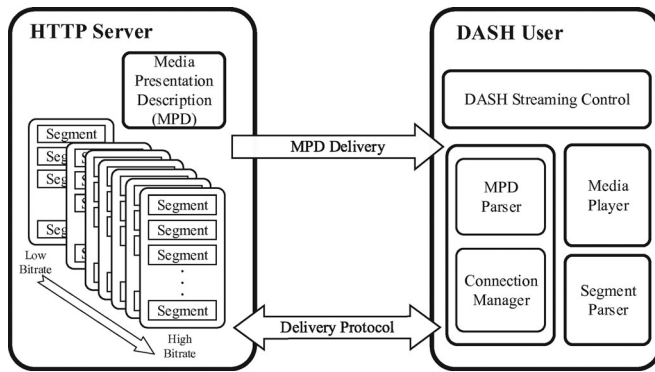 HTTP Server
Media
Presentation
Description
(MPD)
Segment
Segment
Segment
Segment
Segment
Segment
Segment
⋮
Segment
Low
Bitrate
High
Bitrate
MPD Delivery
Delivery Protocol
DASH User
DASH Streaming Control
MPD
Parser
Connection
Manager
Media
Player
Segment
Parser